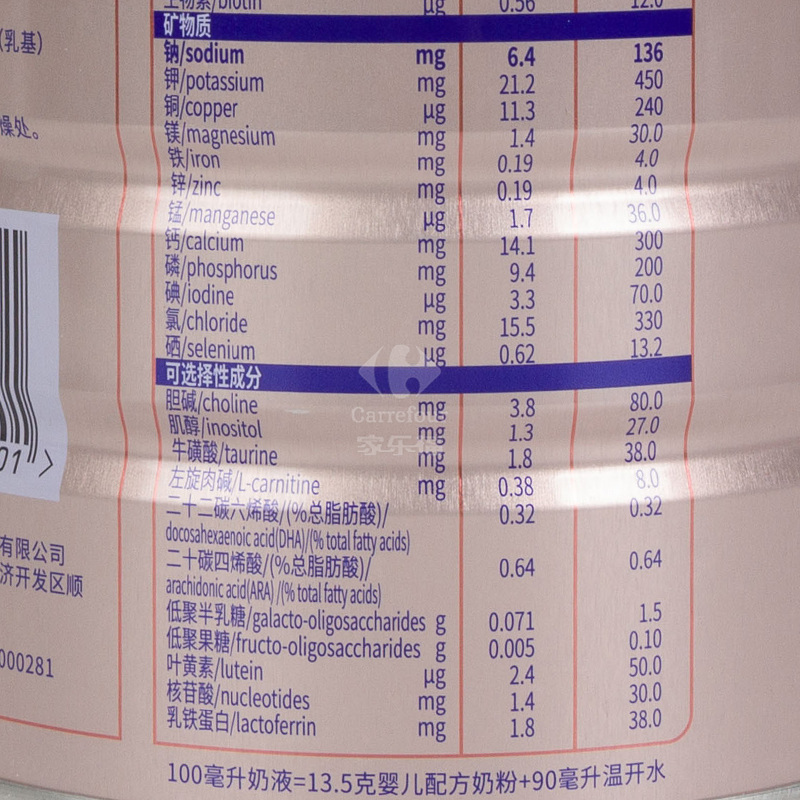 生物素/biotin μg 0.56 12.0
矿物质
钠/sodium mg 6.4 136
钾/potassium mg 21.2 450
铜/copper μg 11.3 240
镁/magnesium mg 1.4 30.0
铁/iron mg 0.19 4.0
锌/zinc mg 0.19 4.0
锰/manganese μg 1.7 36.0
钙/calcium mg 14.1 300
磷/phosphorus mg 9.4 200
碘/iodine μg 3.3 70.0
氯/chloride mg 15.5 330
硒/selenium μg 0.62 13.2
可选择性成分
胆碱/choline mg 3.8 80.0
肌醇/inositol mg 1.3 27.0
牛磺酸/taurine mg 1.8 38.0
左旋肉碱/L-carnitine mg 0.38 8.0
二十二碳六烯酸/(%总脂肪酸)/ 0.32 0.32
docosahexaenoic acid(DHA)/(% total fatty acids)
二十碳四烯酸/(%总脂肪酸)/ 0.64 0.64
arachidonic acid(ARA) /(% total fatty acids)
低聚半乳糖/galacto-oligosaccharides g 0.071 1.5
低聚果糖/fructo-oligosaccharides g 0.005 0.10
叶黄素/lutein μg 2.4 50.0
核苷酸/nucleotides mg 1.4 30.0
乳铁蛋白/lactoferrin mg 1.8 38.0
100毫升奶液=13.5克婴儿配方奶粉+90毫升温开水
(乳基)
燥处。
01 >
有限公司
济开发区顺
000281
Carrefour
家乐福